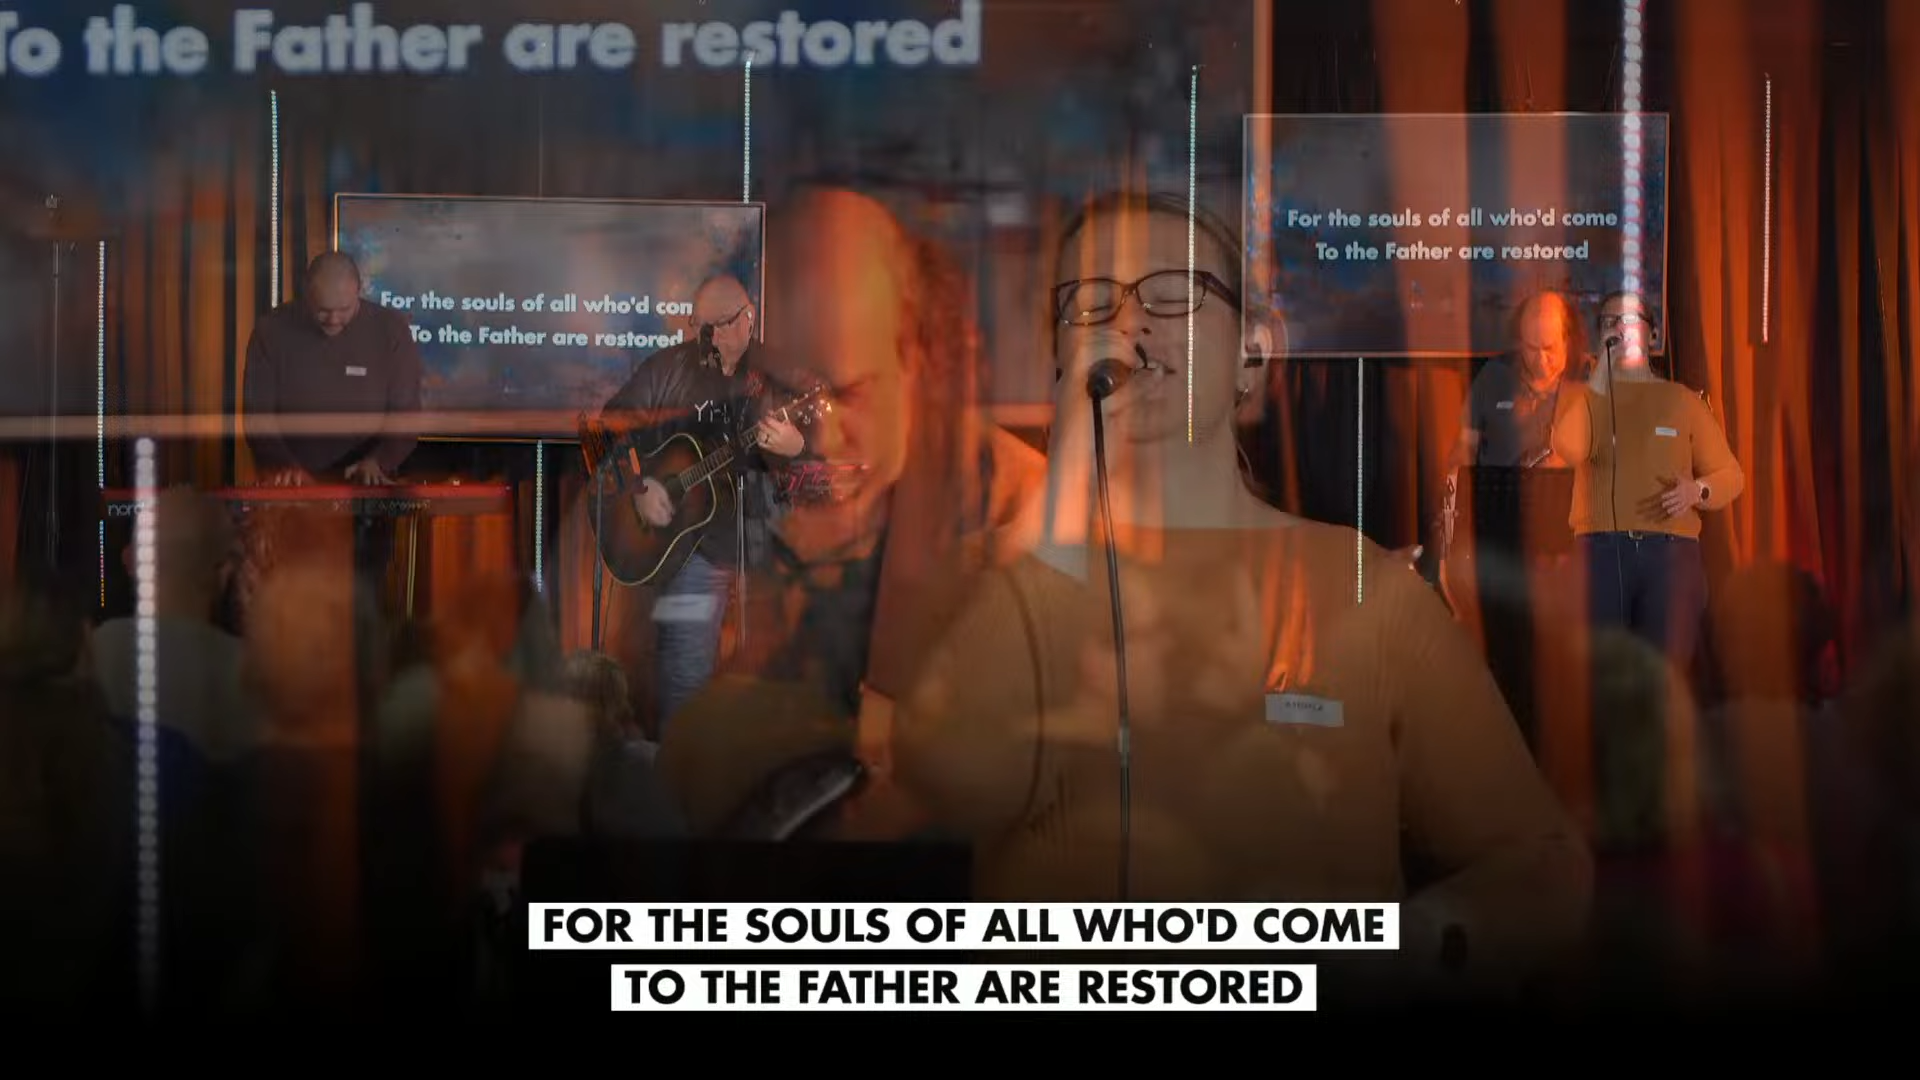 To the Father are restored
For the souls of all who'd come
To the Father are restored
For the souls of all who'd com
To the Father are restored
nord
FOR THE SOULS OF ALL WHO'D COME
TO THE FATHER ARE RESTORED